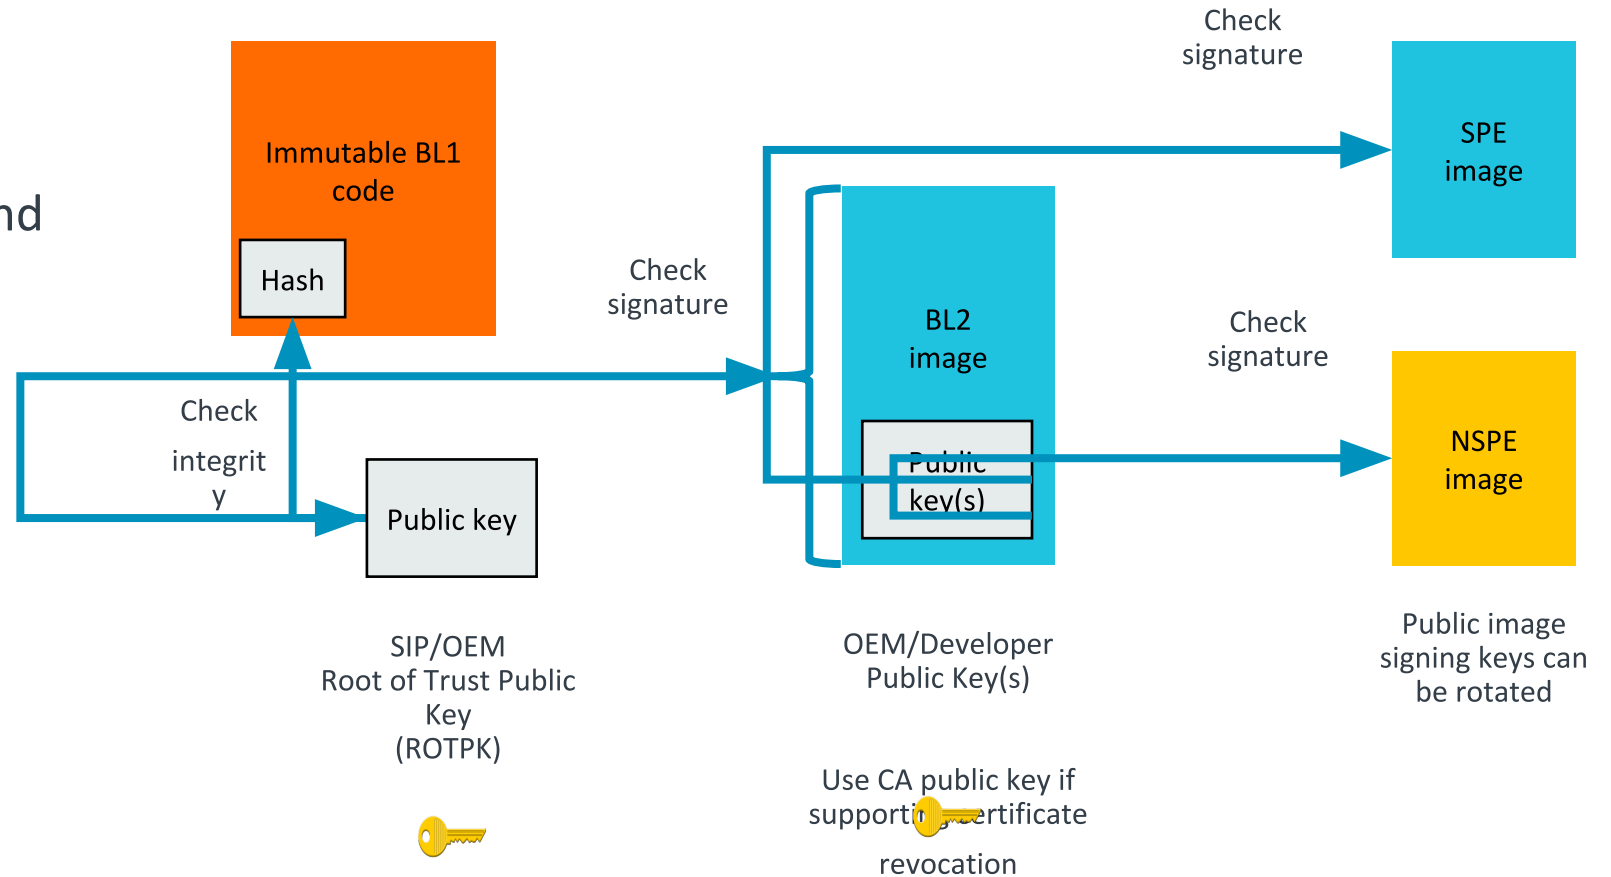 nd
Immutable BL1
code
Hash
Check
integrit
y
Public key
SIP/OEM
Root of Trust Public
Key
(ROTPK)
Check
signature
BL2
image
Public
key(s)
OEM/Developer
Public Key(s)
Use CA public key if
supporting certificate
revocation
Check
signature
SPE
image
Check
signature
NSPE
image
Public image
signing keys can
be rotated